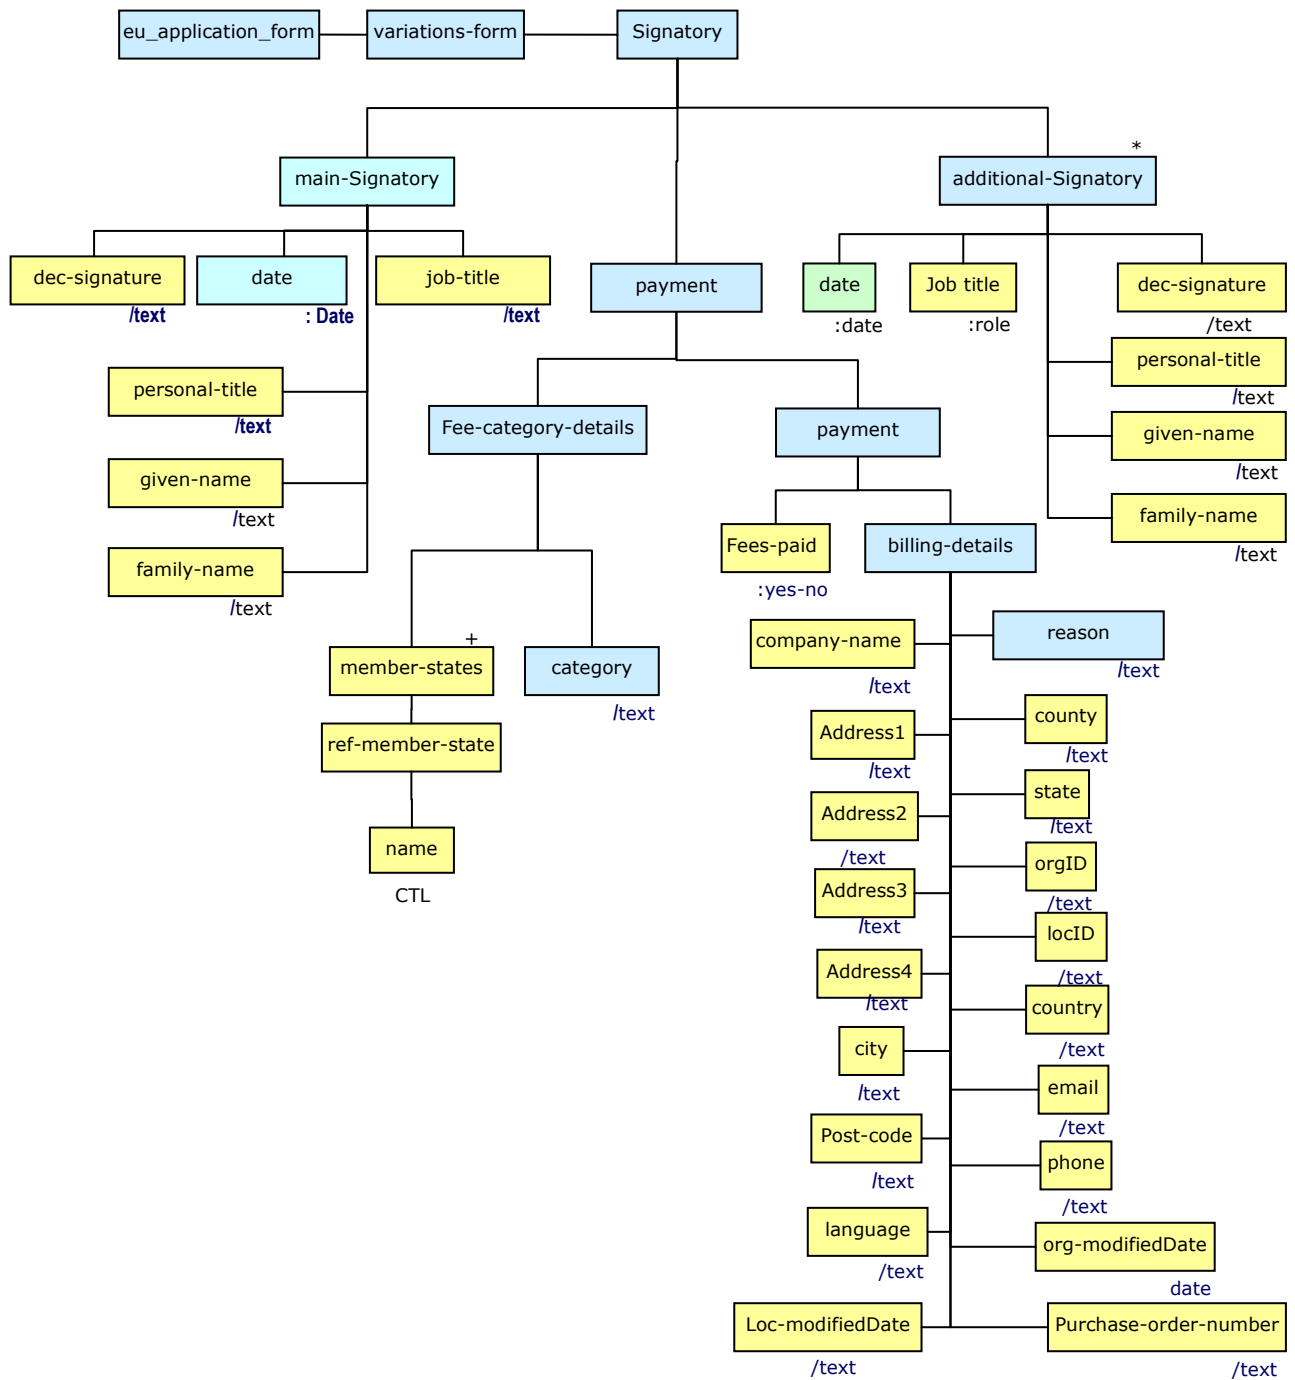 eu_application_form
variations-form
Signatory
main-Signatory
*
additional-Signatory
dec-signature
/text
date
: Date
job-title
/text
payment
date
:date
Job title
:role
dec-signature
/text
personal-title
/text
personal-title
/text
Fee-category-details
payment
given-name
/text
given-name
/text
family-name
/text
family-name
/text
Fees-paid
:yes-no
billing-details
+
member-states
category
/text
ref-member-state
name
CTL
company-name
/text
reason
/text
Address1
/text
county
/text
Address2
/text
state
/text
Address3
/text
orgID
/text
locID
/text
Address4
/text
country
/text
city
/text
email
/text
Post-code
/text
phone
/text
language
/text
org-modifiedDate
date
Loc-modifiedDate
/text
Purchase-order-number
/text